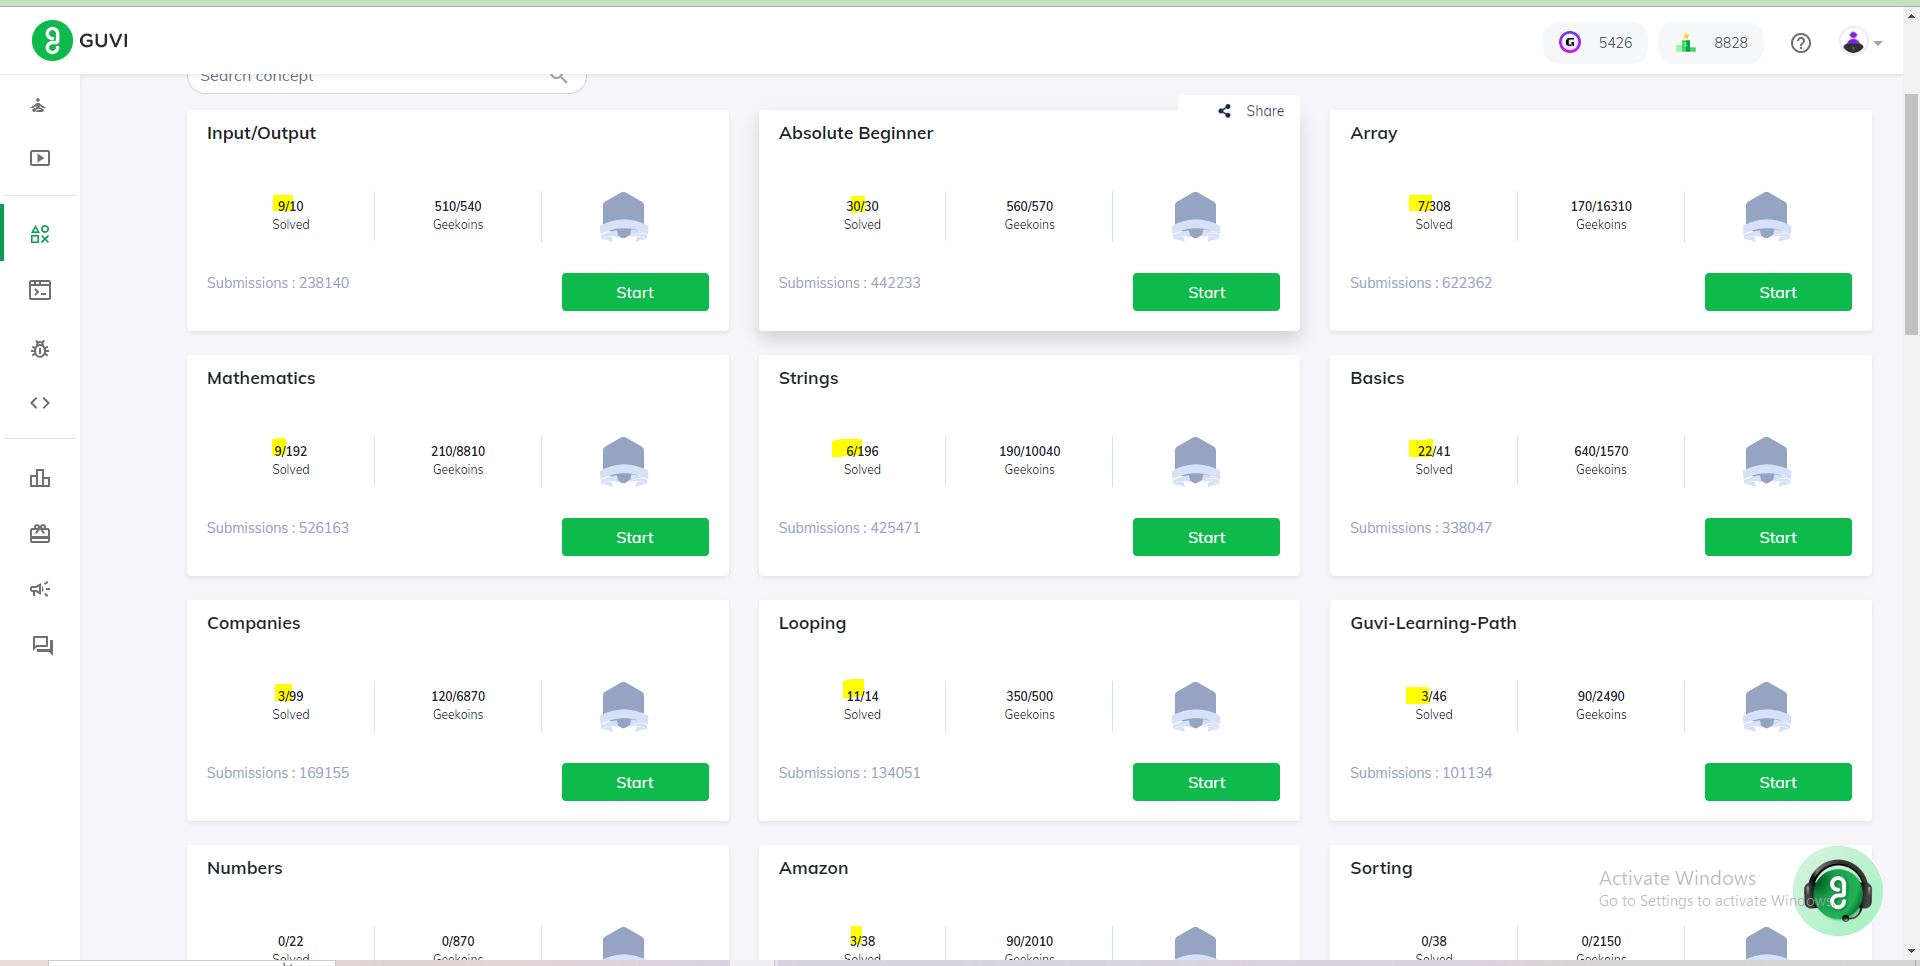 GUVI
5426
8828
Search concept
Share
Input/Output
9/10
Solved
510/540
Geekoins
Submissions : 238140
Start
Absolute Beginner
30/30
Solved
560/570
Geekoins
Submissions : 442233
Start
Array
7/308
Solved
170/16310
Geekoins
Submissions : 622362
Start
Mathematics
9/192
Solved
210/8810
Geekoins
Submissions : 526163
Start
Strings
6/196
Solved
190/10040
Geekoins
Submissions : 425471
Start
Basics
22/41
Solved
640/1570
Geekoins
Submissions : 338047
Start
Companies
3/99
Solved
120/6870
Geekoins
Submissions : 169155
Start
Looping
11/14
Solved
350/500
Geekoins
Submissions : 134051
Start
Guvi-Learning-Path
3/46
Solved
90/2490
Geekoins
Submissions : 101134
Start
Numbers
0/22
Solved
0/870
Geekoins
Amazon
3/38
Solved
90/2010
Geekoins
Sorting
0/38
Solved
0/2150
Geekoins
Activate Windows
Go to Settings to activate Windows